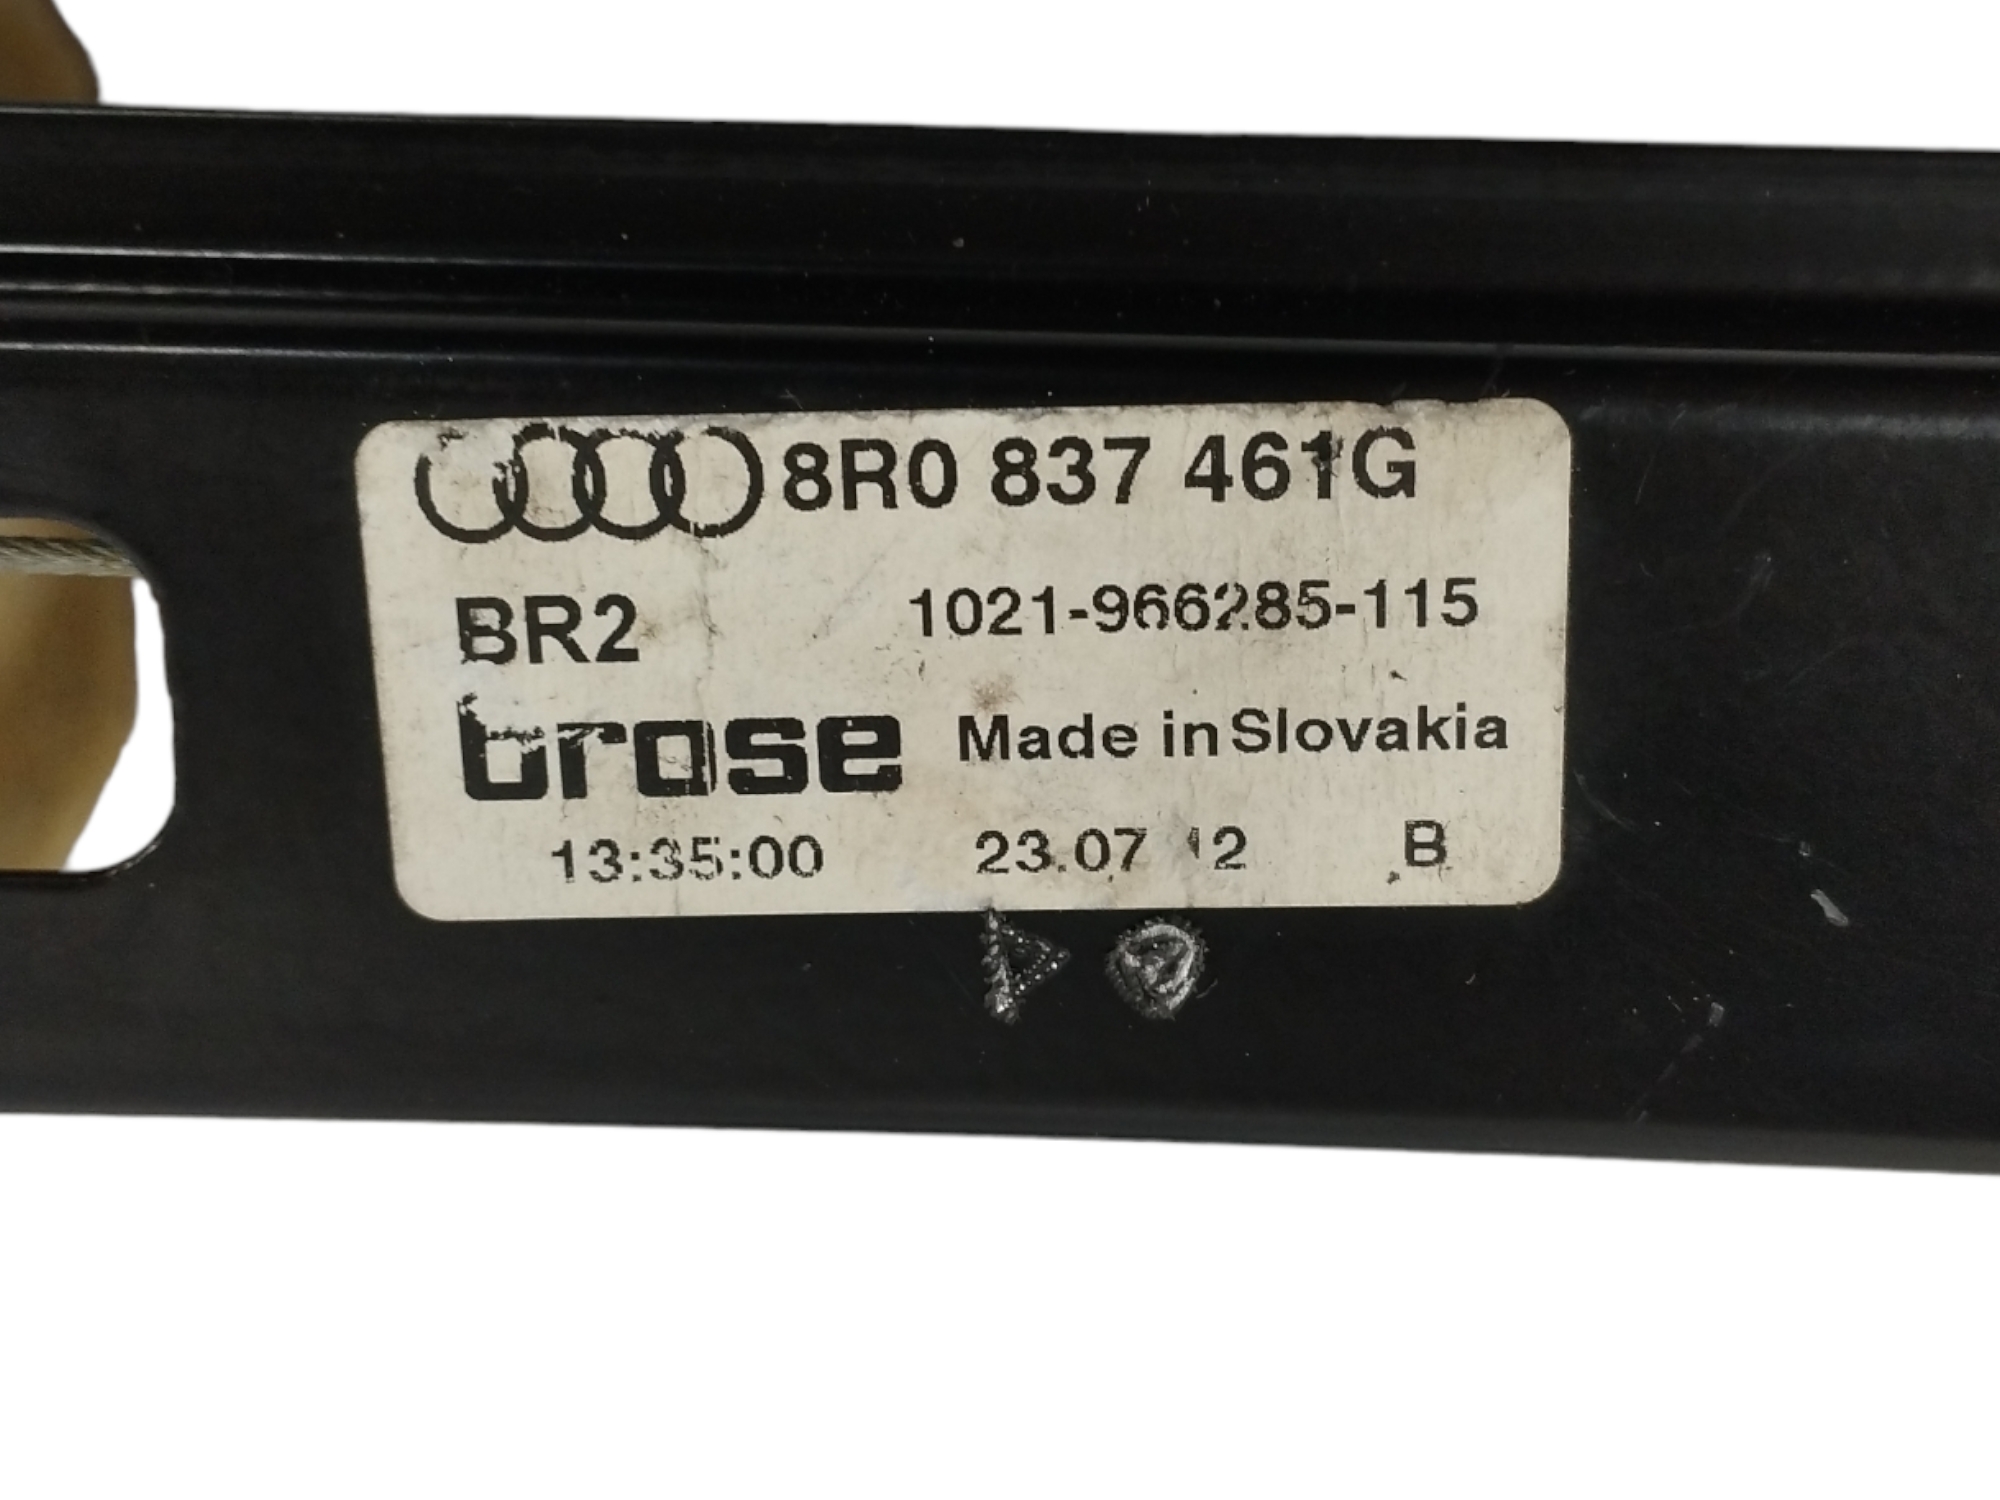 8R0 837 461G
BR2 1021-966285-115
brose Made in Slovakia
13:35:00 23.07 12 B